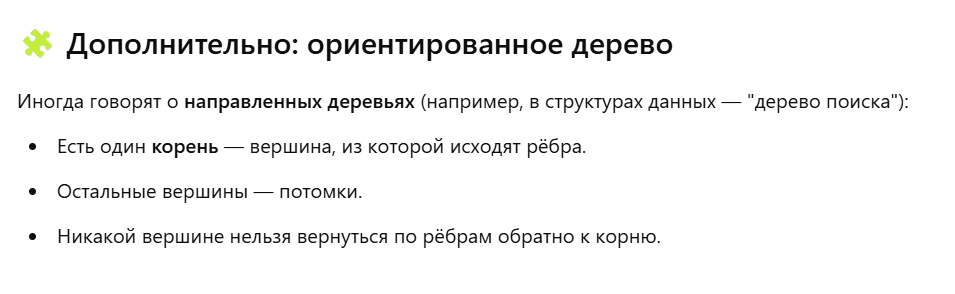 🧩 Дополнительно: ориентированное дерево
Иногда говорят о направленных деревьях (например, в структурах данных — "дерево поиска"):
• Есть один корень — вершина, из которой исходят рёбра.
• Остальные вершины — потомки.
• Никакой вершине нельзя вернуться по рёбрам обратно к корню.